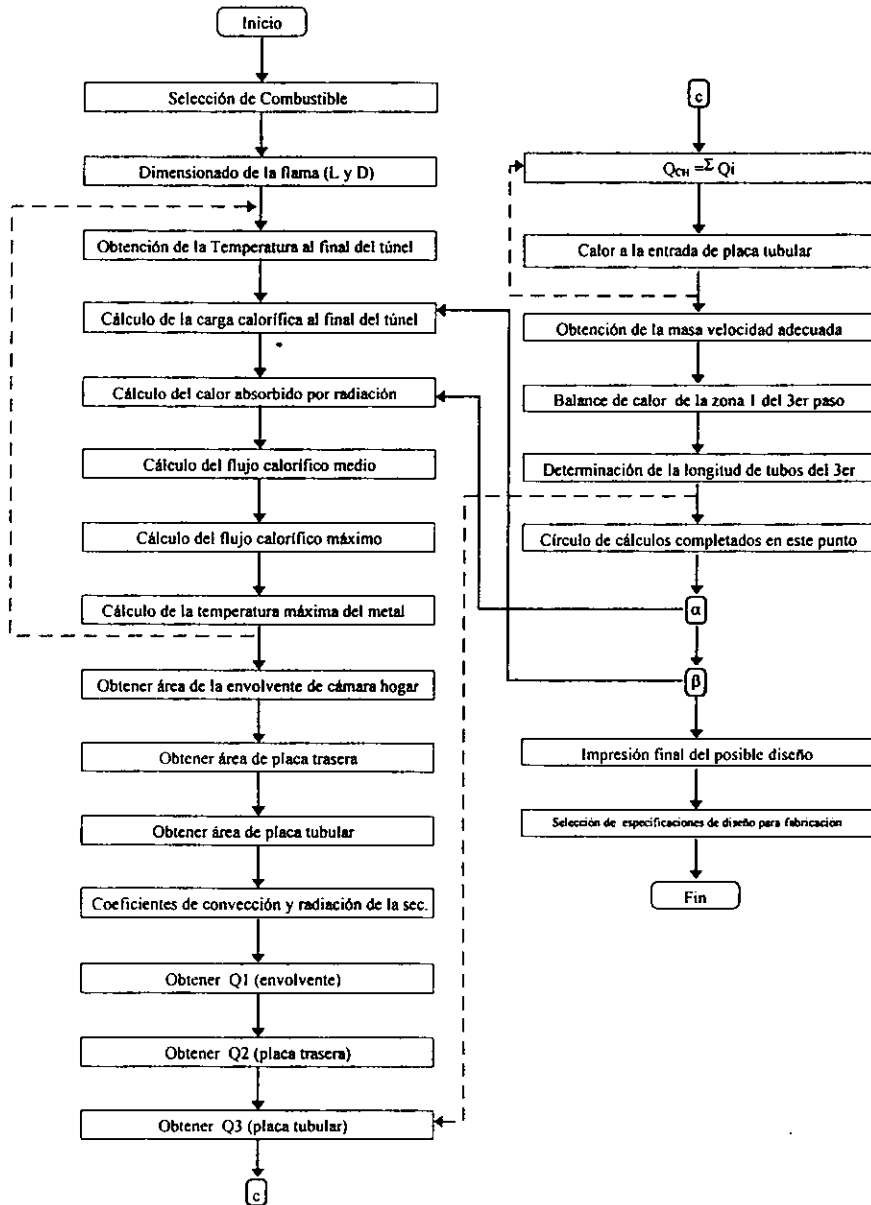 Inicio
Selección de Combustible
Dimensionado de la flama (L y D)
Obtención de la Temperatura al final del túnel
Cálculo de la carga calorífica al final del túnel
Cálculo del calor absorbido por radiación
Cálculo del flujo calorífico medio
Cálculo del flujo calorífico máximo
Cálculo de la temperatura máxima del metal
Obtener área de la envolvente de cámara hogar
Obtener área de placa trasera
Obtener área de placa tubular
Coeficientes de convección y radiación de la sec.
Obtener Q1 (envolvente)
Obtener Q2 (placa trasera)
Obtener Q3 (placa tubular)
c
c
QCH =Σ Qi
Calor a la entrada de placa tubular
Obtención de la masa velocidad adecuada
Balance de calor de la zona 1 del 3er paso
Determinación de la longitud de tubos del 3er
Círculo de cálculos completados en este punto
α
β
Impresión final del posible diseño
Selección de especificaciones de diseño para fabricación
Fin